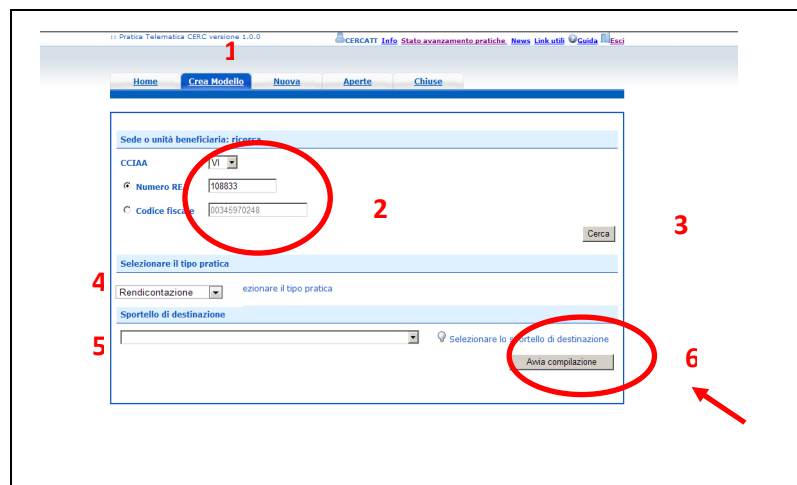 :: Pratica Telematica CERC versione 1.0.0 CERCATT Info Stato avanzamento pratiche News Link utili Guida Esci
1
Home Crea Modello Nuova Aperte Chiuse
Sede o unità beneficiaria: ricerca
CCIAA VI
Numero RE 108833
2
Codice fiscale 00345970248
Cerca
3
Selezionare il tipo pratica
4
Rendicontazione ezionare il tipo pratica
Sportello di destinazione
5
Selezionare lo sportello di destinazione
Avvia compilazione
6